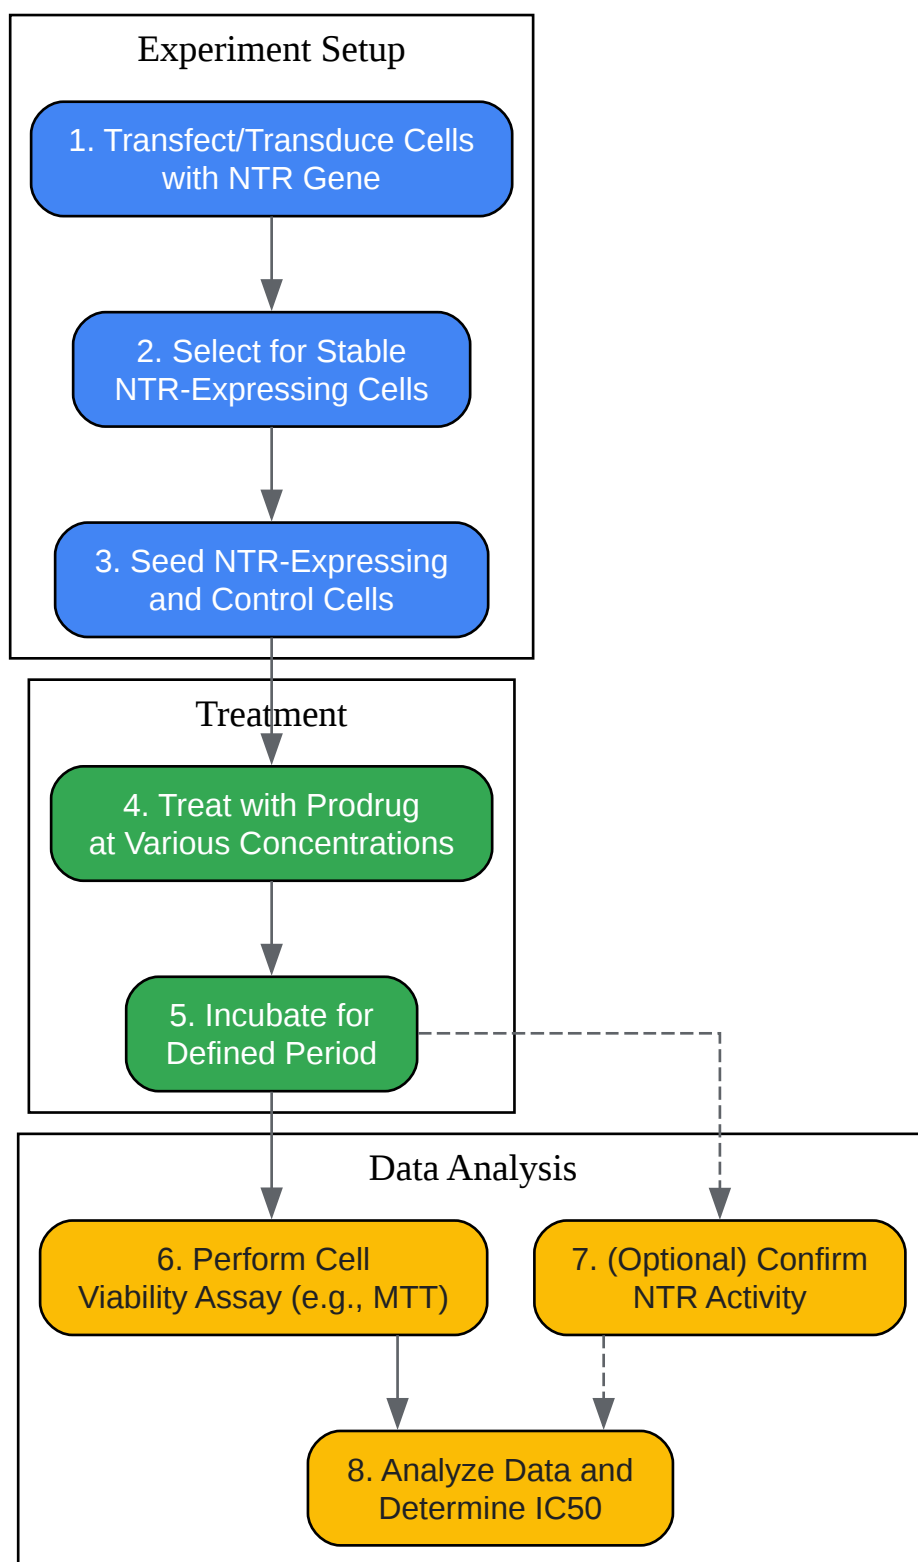 Experiment Setup
1. Transfect/Transduce Cells
with NTR Gene
2. Select for Stable
NTR-Expressing Cells
3. Seed NTR-Expressing
and Control Cells
Treatment
4. Treat with Prodrug
at Various Concentrations
5. Incubate for
Defined Period
Data Analysis
6. Perform Cell
Viability Assay (e.g., MTT)
7. (Optional) Confirm
NTR Activity
8. Analyze Data and
Determine IC50